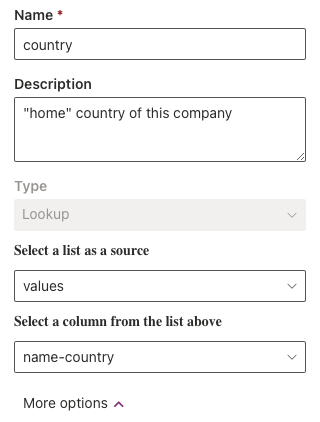 Name *
country
Description
"home" country of this company
Type
Lookup
Select a list as a source
values
Select a column from the list above
name-country
More options